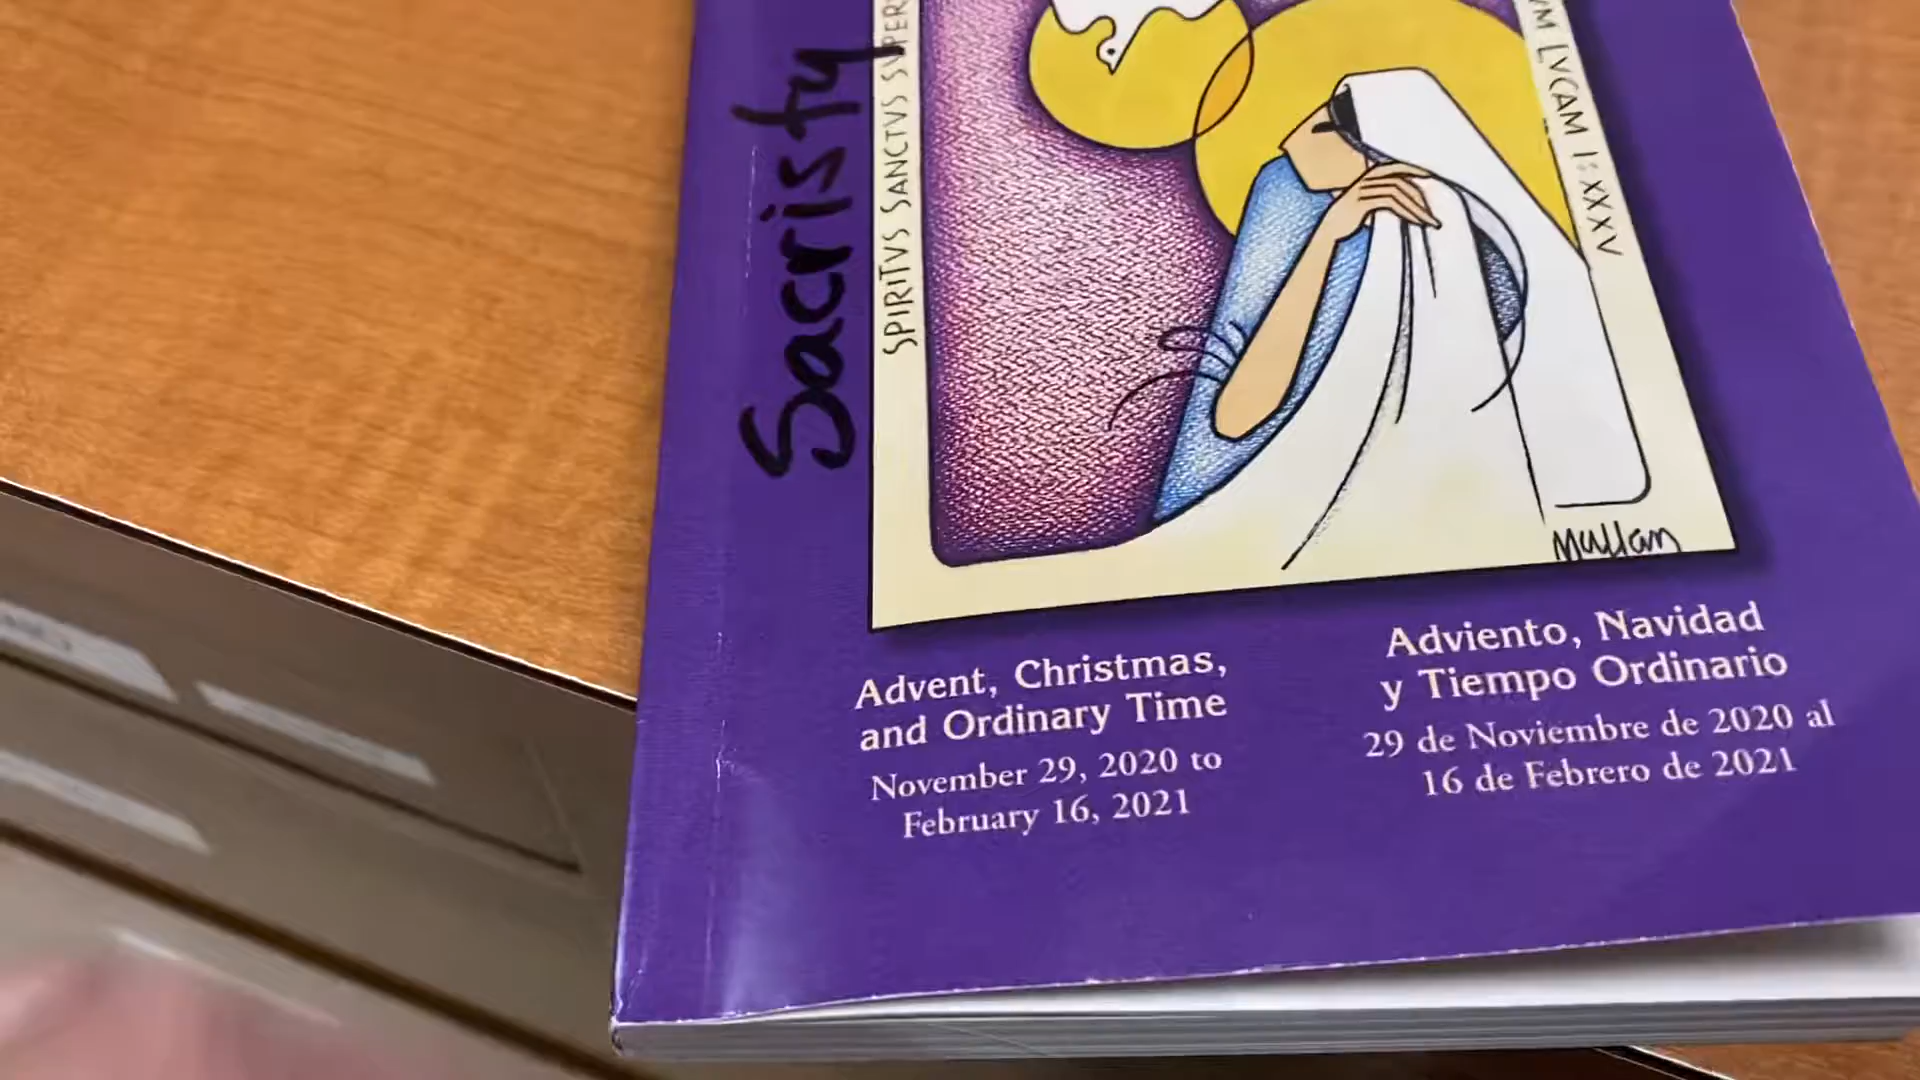 Sacristy
SPIRITVS SANCTVS
LVCAM I:XXXV
Mullan
Advent, Christmas,
and Ordinary Time
November 29, 2020 to
February 16, 2021
Adviento, Navidad
y Tiempo Ordinario
29 de Noviembre de 2020 al
16 de Febrero de 2021